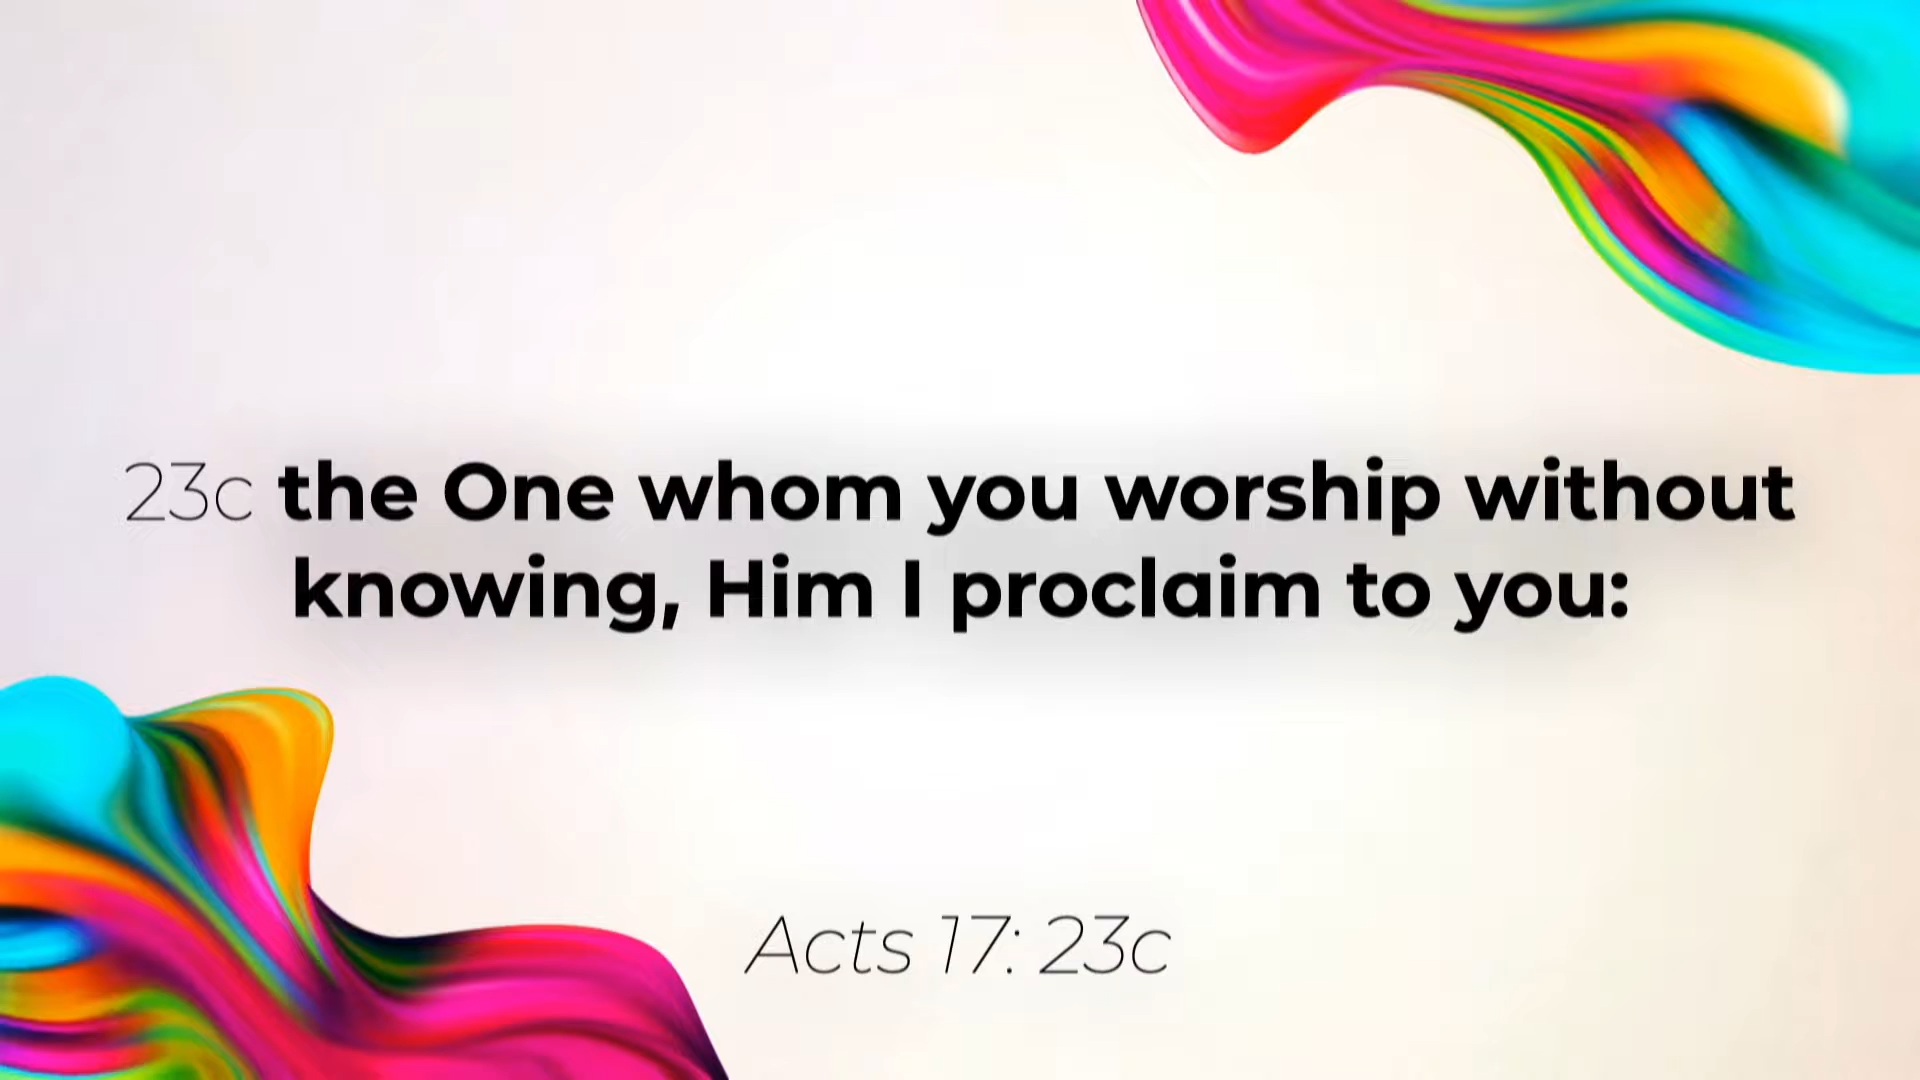 23c the One whom you worship without
knowing, Him I proclaim to you:
Acts 17: 23c